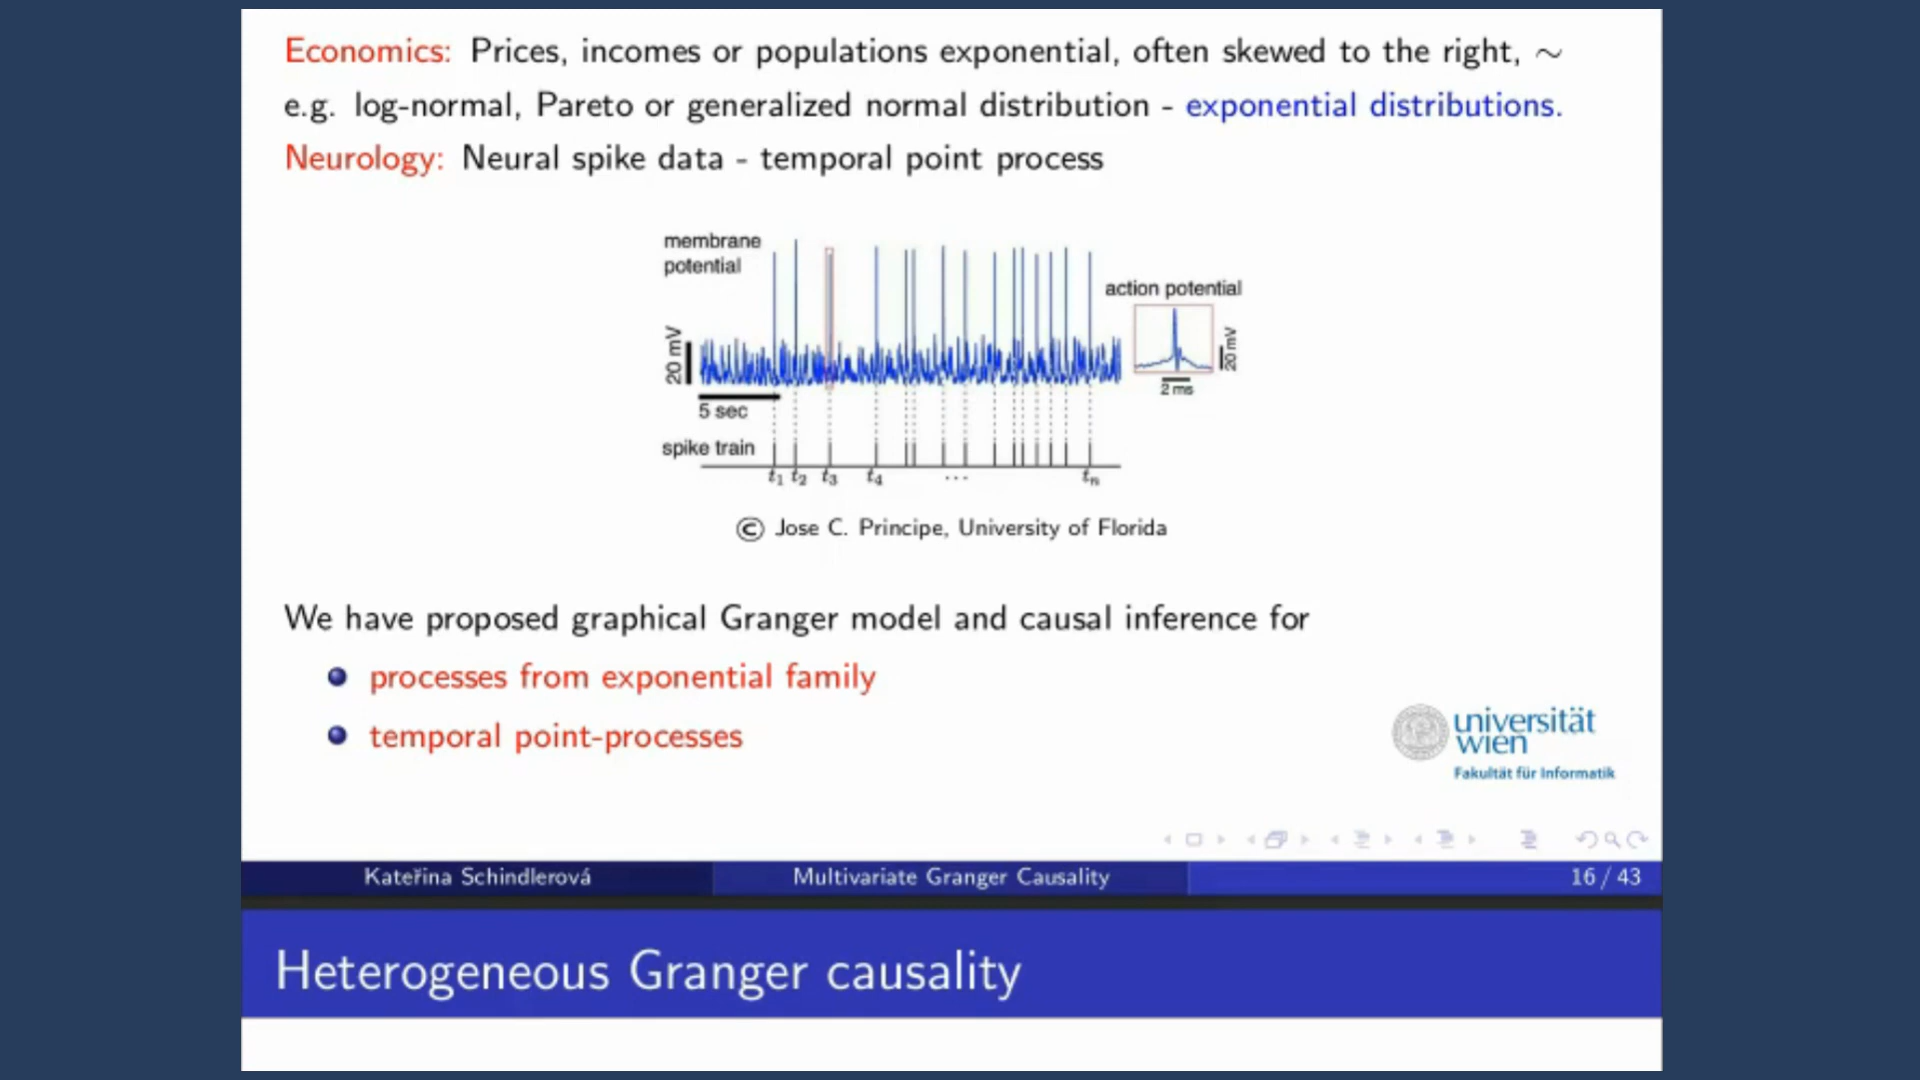 Economics: Prices, incomes or populations exponential, often skewed to the right, ∼
e.g. log-normal, Pareto or generalized normal distribution - exponential distributions.
Neurology: Neural spike data - temporal point process
membrane
potential
action potential
20 mV
20 mV
2 ms
5 sec
spike train
t1 t2 t3 t4 ... tn
© Jose C. Principe, University of Florida
We have proposed graphical Granger model and causal inference for
processes from exponential family
temporal point-processes
universität
wien
Fakultät für Informatik
Kateřina Schindlerová Multivariate Granger Causality 16 / 43
Heterogeneous Granger causality